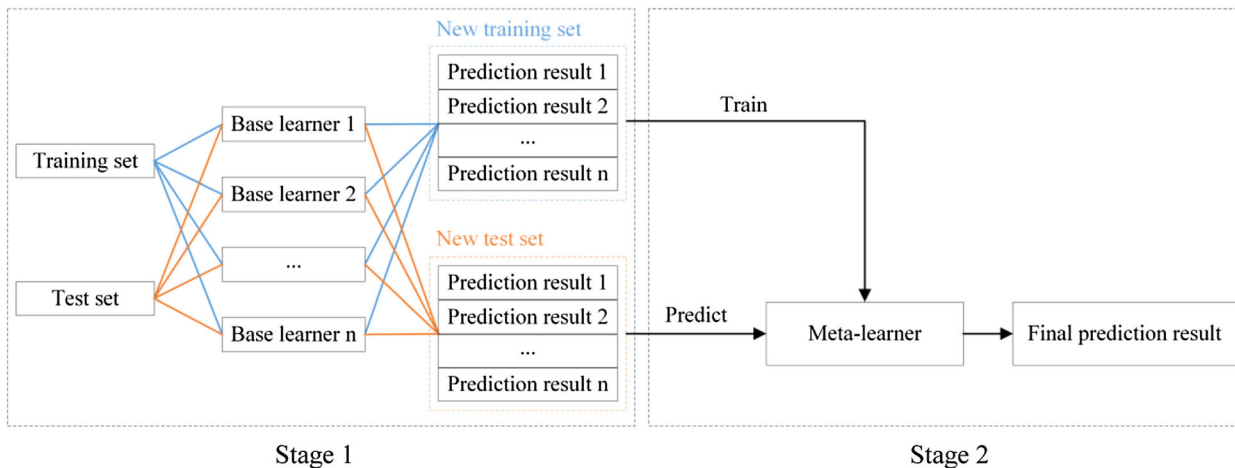 New training set
Prediction result 1
Prediction result 2
...
Prediction result n
Training set
Test set
Base learner 1
Base learner 2
...
Base learner n
New test set
Prediction result 1
Prediction result 2
...
Prediction result n
Train
Predict
Meta-learner
Final prediction result
Stage 1
Stage 2